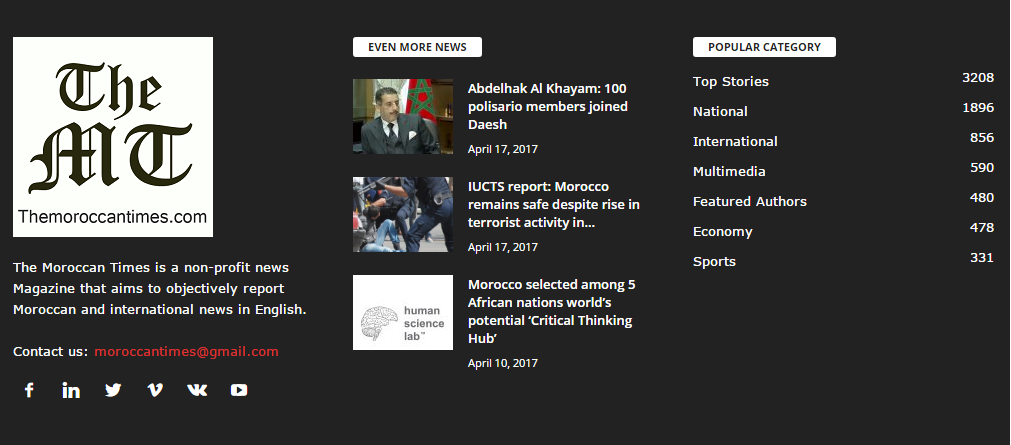 The
MT
Themoroccantimes.com
The Moroccan Times is a non-profit news
Magazine that aims to objectively report
Moroccan and international news in English.
Contact us: moroccantimes@gmail.com
EVEN MORE NEWS
Abdelhak Al Khayam: 100
polisario members joined
Daesh
April 17, 2017
IUCTS report: Morocco
remains safe despite rise in
terrorist activity in...
April 17, 2017
human
science
lab™
Morocco selected among 5
African nations world’s
potential ‘Critical Thinking
Hub’
April 10, 2017
POPULAR CATEGORY
Top Stories 3208
National 1896
International 856
Multimedia 590
Featured Authors 480
Economy 478
Sports 331